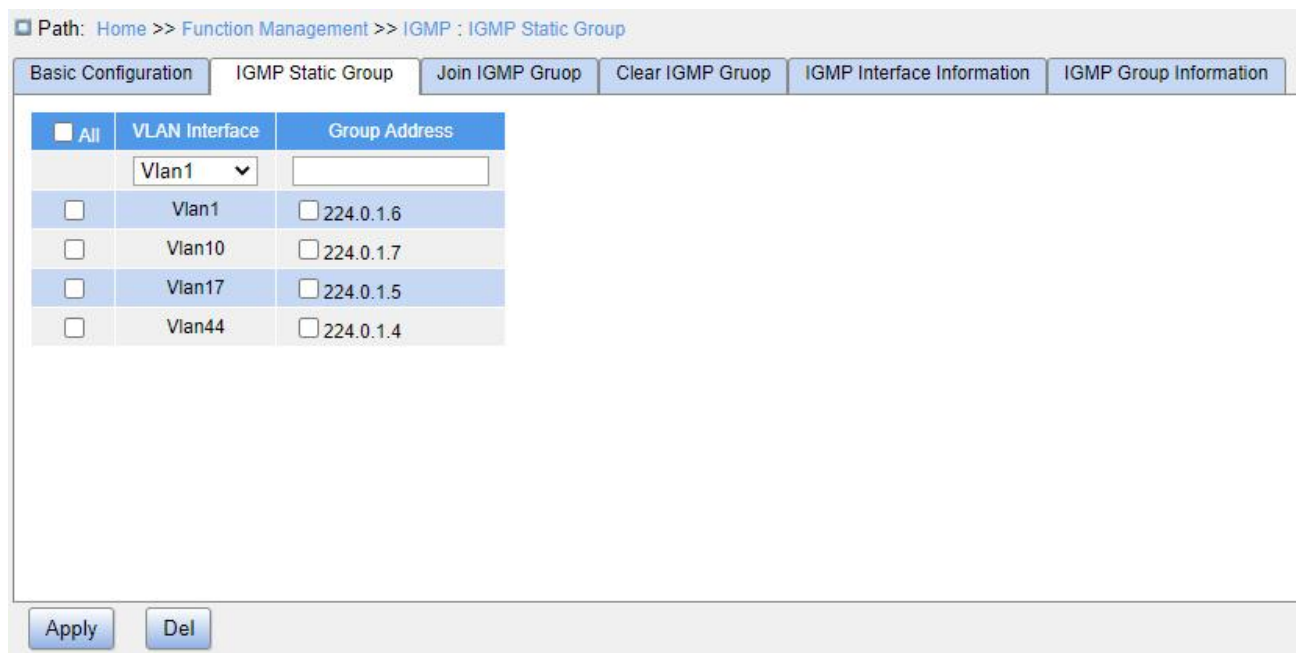 Path: Home >> Function Management >> IGMP : IGMP Static Group
Basic Configuration IGMP Static Group Join IGMP Gruop Clear IGMP Gruop IGMP Interface Information IGMP Group Information
All VLAN Interface Group Address
Vlan1
Vlan1 224.0.1.6
Vlan10 224.0.1.7
Vlan17 224.0.1.5
Vlan44 224.0.1.4
Apply Del